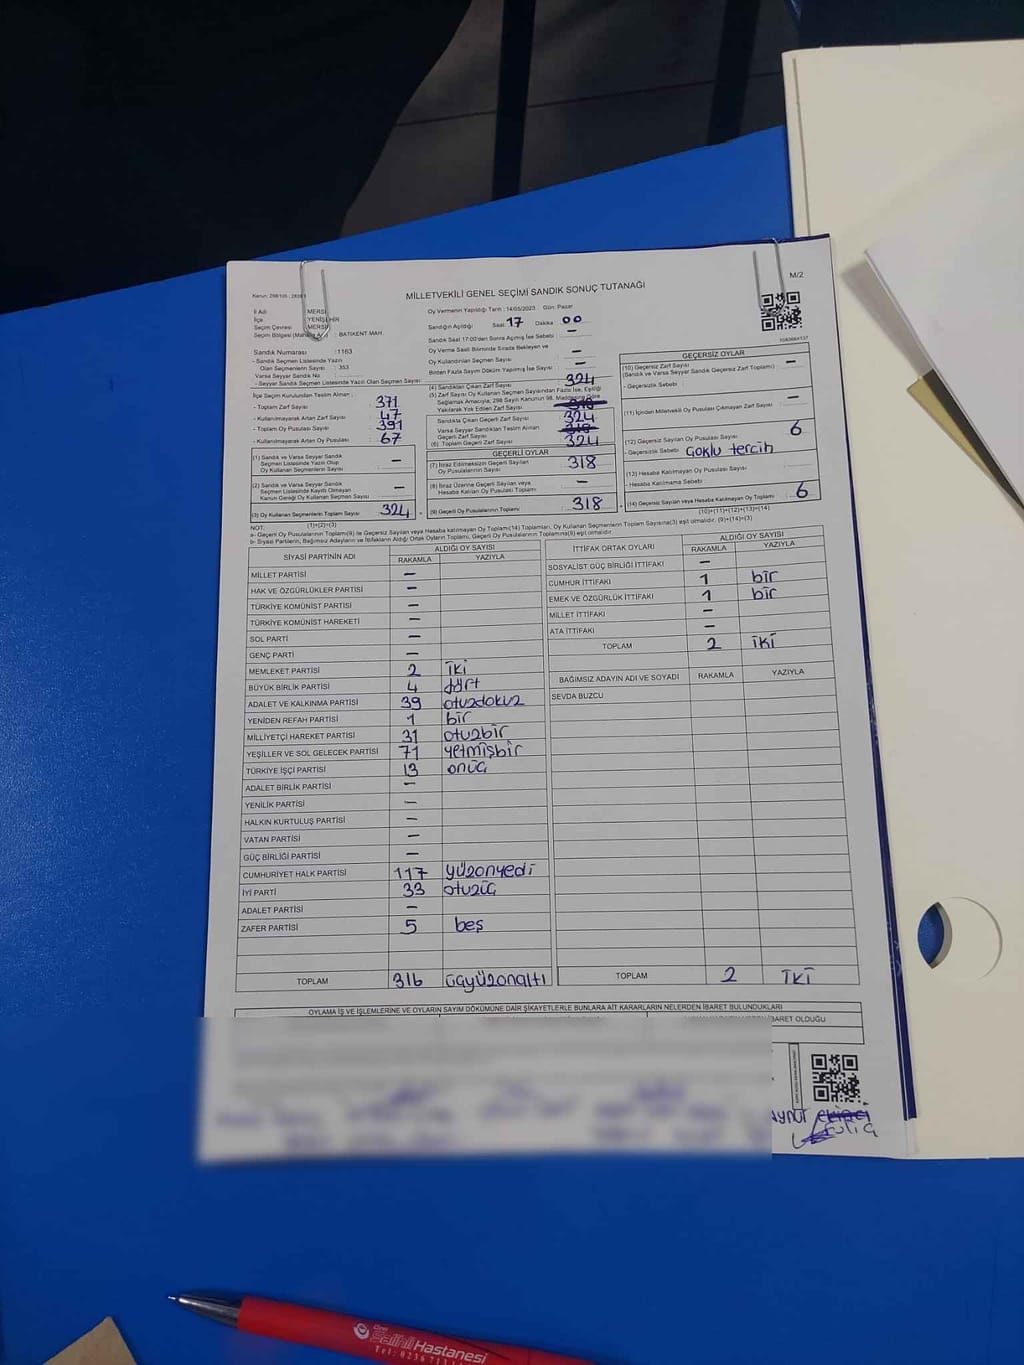 M/2
MİLLETVEKİLİ GENEL SEÇİMİ SANDIK SONUÇ TUTANAĞI
İl Adı : MERSİ
İlçe : YENİŞEHİR
Seçim Çevresi : MERSİ
Seçim Bölgesi : BATIKENT MAH.
Oy Vermenin Yapıldığı Tarih : 14/05/2023 Gün: Pazar
Sandığın Açıldığı Saat: 17 Dakika 00
Sandık Saat 17:00'den Sonra Açılmış İse Sebebi : —
Oy Verme Saati Bitiminde Sırada Bekleyen ve
Oy Kullandırılan Seçmen Sayısı —
Birden Fazla Sayım Döküm Yapılmış İse Sayısı : —
Sandık Numarası : 1163
- Sandık Seçmen Listesinde Yazılı
Olan Seçmenlerin Sayısı : 353
Varsa Seyyar Sandık No
- Seyyar Sandık Seçmen Listesinde Yazılı Olan Seçmen Sayısı
İlçe Seçim Kurulundan Teslim Alınan ;
- Toplam Zarf Sayısı : 371
- Kullanılmayarak Artan Zarf Sayısı : 47
- Toplam Oy Pusulası Sayısı : 391
- Kullanılmayarak Artan Oy Pusulası : 67
(1) Sandık ve Varsa Seyyar Sandık
Seçmen Listesinde Yazılı Olup
Oy Kullanan Seçmenlerin Sayısı —
(2) Sandık ve Varsa Seyyar Sandık
Seçmen Listesinde Kayıtlı Olmayan
Kanun Gereği Oy Kullanan Seçmen Sayısı —
(3) Oy Kullanan Seçmenlerin Toplam Sayısı 324
(1)+(2)=(3)
(4) Sandıktan Çıkan Zarf Sayısı 324
(5) Zarf Sayısı Oy Kullanan Seçmen Sayısından Fazla İse, Eşitliği
Sağlamak Amacıyla, 298 Sayılı Kanunun 98. Maddesine Göre
Yakılarak Yok Edilen Zarf Sayısı
Sandıkta Çıkan Geçerli Zarf Sayısı 324
Varsa Seyyar Sandıktan Teslim Alınan
Geçerli Zarf Sayısı
(6) Toplam Geçerli Zarf Sayısı 324
GEÇERLİ OYLAR
(7) İtiraz Edilmeksizin Geçerli Sayılan
Oy Pusulalarının Sayısı 318
(8) İtiraz Üzerine Geçerli Sayılan veya
Hesaba Katılan Oy Pusulası Toplamı —
(9) Geçerli Oy Pusulalarının Toplamı 318
GEÇERSİZ OYLAR
(10) Geçersiz Zarf Sayısı —
(Sandık ve Varsa Seyyar Sandık Geçersiz Zarf Toplamı)
- Geçersizlik Sebebi :
(11) İçinden Milletvekili Oy Pusulası Çıkmayan Zarf Sayısı —
(12) Geçersiz Sayılan Oy Pusulası Sayısı 6
- Geçersizlik Sebebi : Çoklu tercih
(13) Hesaba Katılmayan Oy Pusulası Sayısı —
- Hesaba Katılmama Sebebi :
(14) Geçersiz Sayılan veya Hesaba Katılmayan Oy Toplamı 6
(10)+(11)+(12)+(13)=(14)
NOT:
a- Geçerli Oy Pusulalarının Toplamı(9) ile Geçersiz Sayılan veya Hesaba katılmayan Oy Toplamı(14) Toplamları, Oy Kullanan Seçmenlerin Toplam Sayısına(3) eşit olmalıdır. (9)+(14)=(3)
b- Siyasi Partilerin, Bağımsız Adayların ve İttifakların Aldığı Ortak Oyların Toplamı, Geçerli Oy Pusulalarının Toplamına(9) eşit olmalıdır.
SİYASİ PARTİNİN ADI ALDIĞI OY SAYISI
RAKAMLA YAZIYLA
MİLLET PARTİSİ —
HAK VE ÖZGÜRLÜKLER PARTİSİ —
TÜRKİYE KOMÜNİST PARTİSİ —
TÜRKİYE KOMÜNİST HAREKETİ —
SOL PARTİ —
GENÇ PARTİ —
MEMLEKET PARTİSİ 2 iki
BÜYÜK BİRLİK PARTİSİ 4 dört
ADALET VE KALKINMA PARTİSİ 39 otuzdokuz
YENİDEN REFAH PARTİSİ 1 bir
MİLLİYETÇİ HAREKET PARTİSİ 31 otuzbir
YEŞİLLER VE SOL GELECEK PARTİSİ 71 yetmişbir
TÜRKİYE İŞÇİ PARTİSİ 13 onüç
ADALET BİRLİK PARTİSİ —
YENİLİK PARTİSİ —
HALKIN KURTULUŞ PARTİSİ —
VATAN PARTİSİ —
GÜÇ BİRLİĞİ PARTİSİ —
CUMHURİYET HALK PARTİSİ 117 yüzonyedi
İYİ PARTİ 33 otuzüç
ADALET PARTİSİ —
ZAFER PARTİSİ 5 beş
TOPLAM 316 üçyüzonaltı
İTTİFAK ORTAK OYLARI ALDIĞI OY SAYISI
RAKAMLA YAZIYLA
SOSYALİST GÜÇ BİRLİĞİ İTTİFAKI —
CUMHUR İTTİFAKI 1 bir
EMEK VE ÖZGÜRLÜK İTTİFAKI 1 bir
MİLLET İTTİFAKI —
ATA İTTİFAKI —
TOPLAM 2 iki
BAĞIMSIZ ADAYIN ADI VE SOYADI RAKAMLA YAZIYLA
SEVDA BUZCU
TOPLAM 2 iki
OYLAMA İŞ VE İŞLEMLERİNE VE OYLARIN SAYIM DÖKÜMÜNE DAİR ŞİKAYETLERLE BUNLARA AİT KARARLARIN NELERDEN İBARET BULUNDUKLARI
BARET OLDUĞU
Salihli Hastanesi